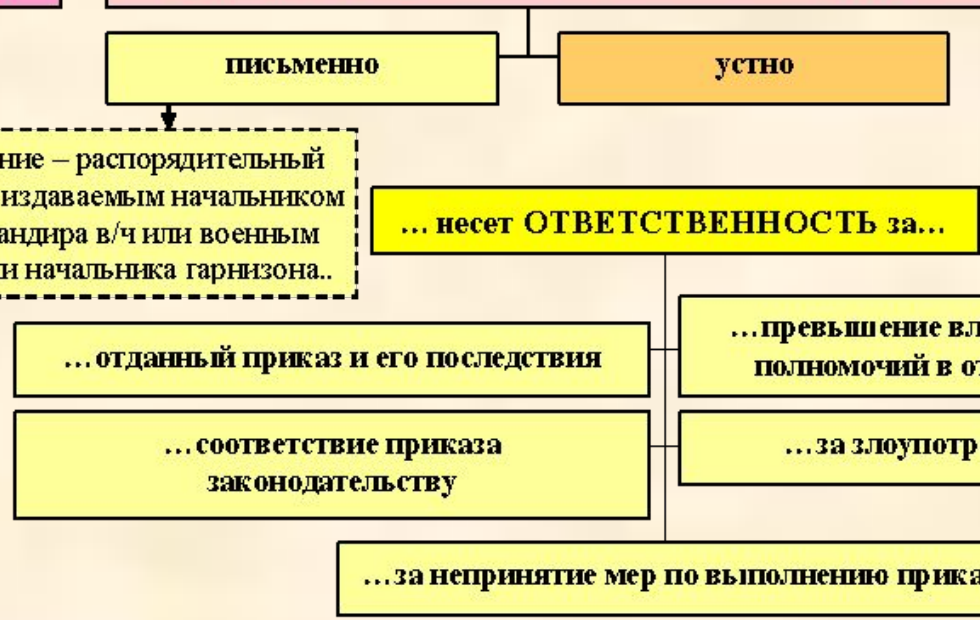 письменно
устно
ние – распорядительный
издаваемым начальником
андира в/ч или военным
и начальника гарнизона..
… несет ОТВЕТСТВЕННОСТЬ за…
…отданный приказ и его последствия
…превышение вл
полномочий в от
…соответствие приказа
законодательству
…за злоупотр
…за непринятие мер по выполнению прика